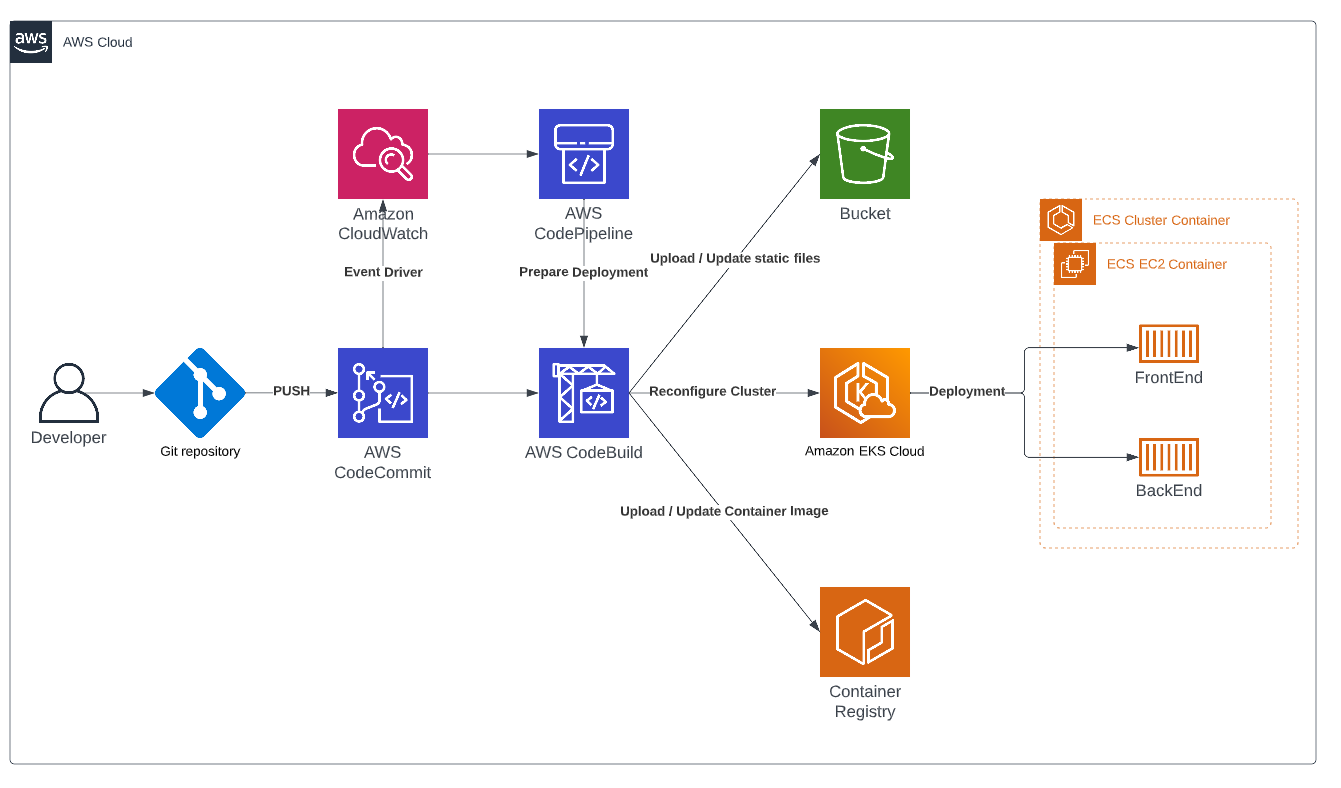 aws
AWS Cloud
Amazon
CloudWatch
AWS
CodePipeline
Bucket
ECS Cluster Container
ECS EC2 Container
Event Driver
Prepare Deployment
Upload / Update static files
Developer
Git repository
PUSH
AWS
CodeCommit
AWS CodeBuild
Reconfigure Cluster
K
Amazon EKS Cloud
Deployment
FrontEnd
BackEnd
Upload / Update Container Image
Container
Registry